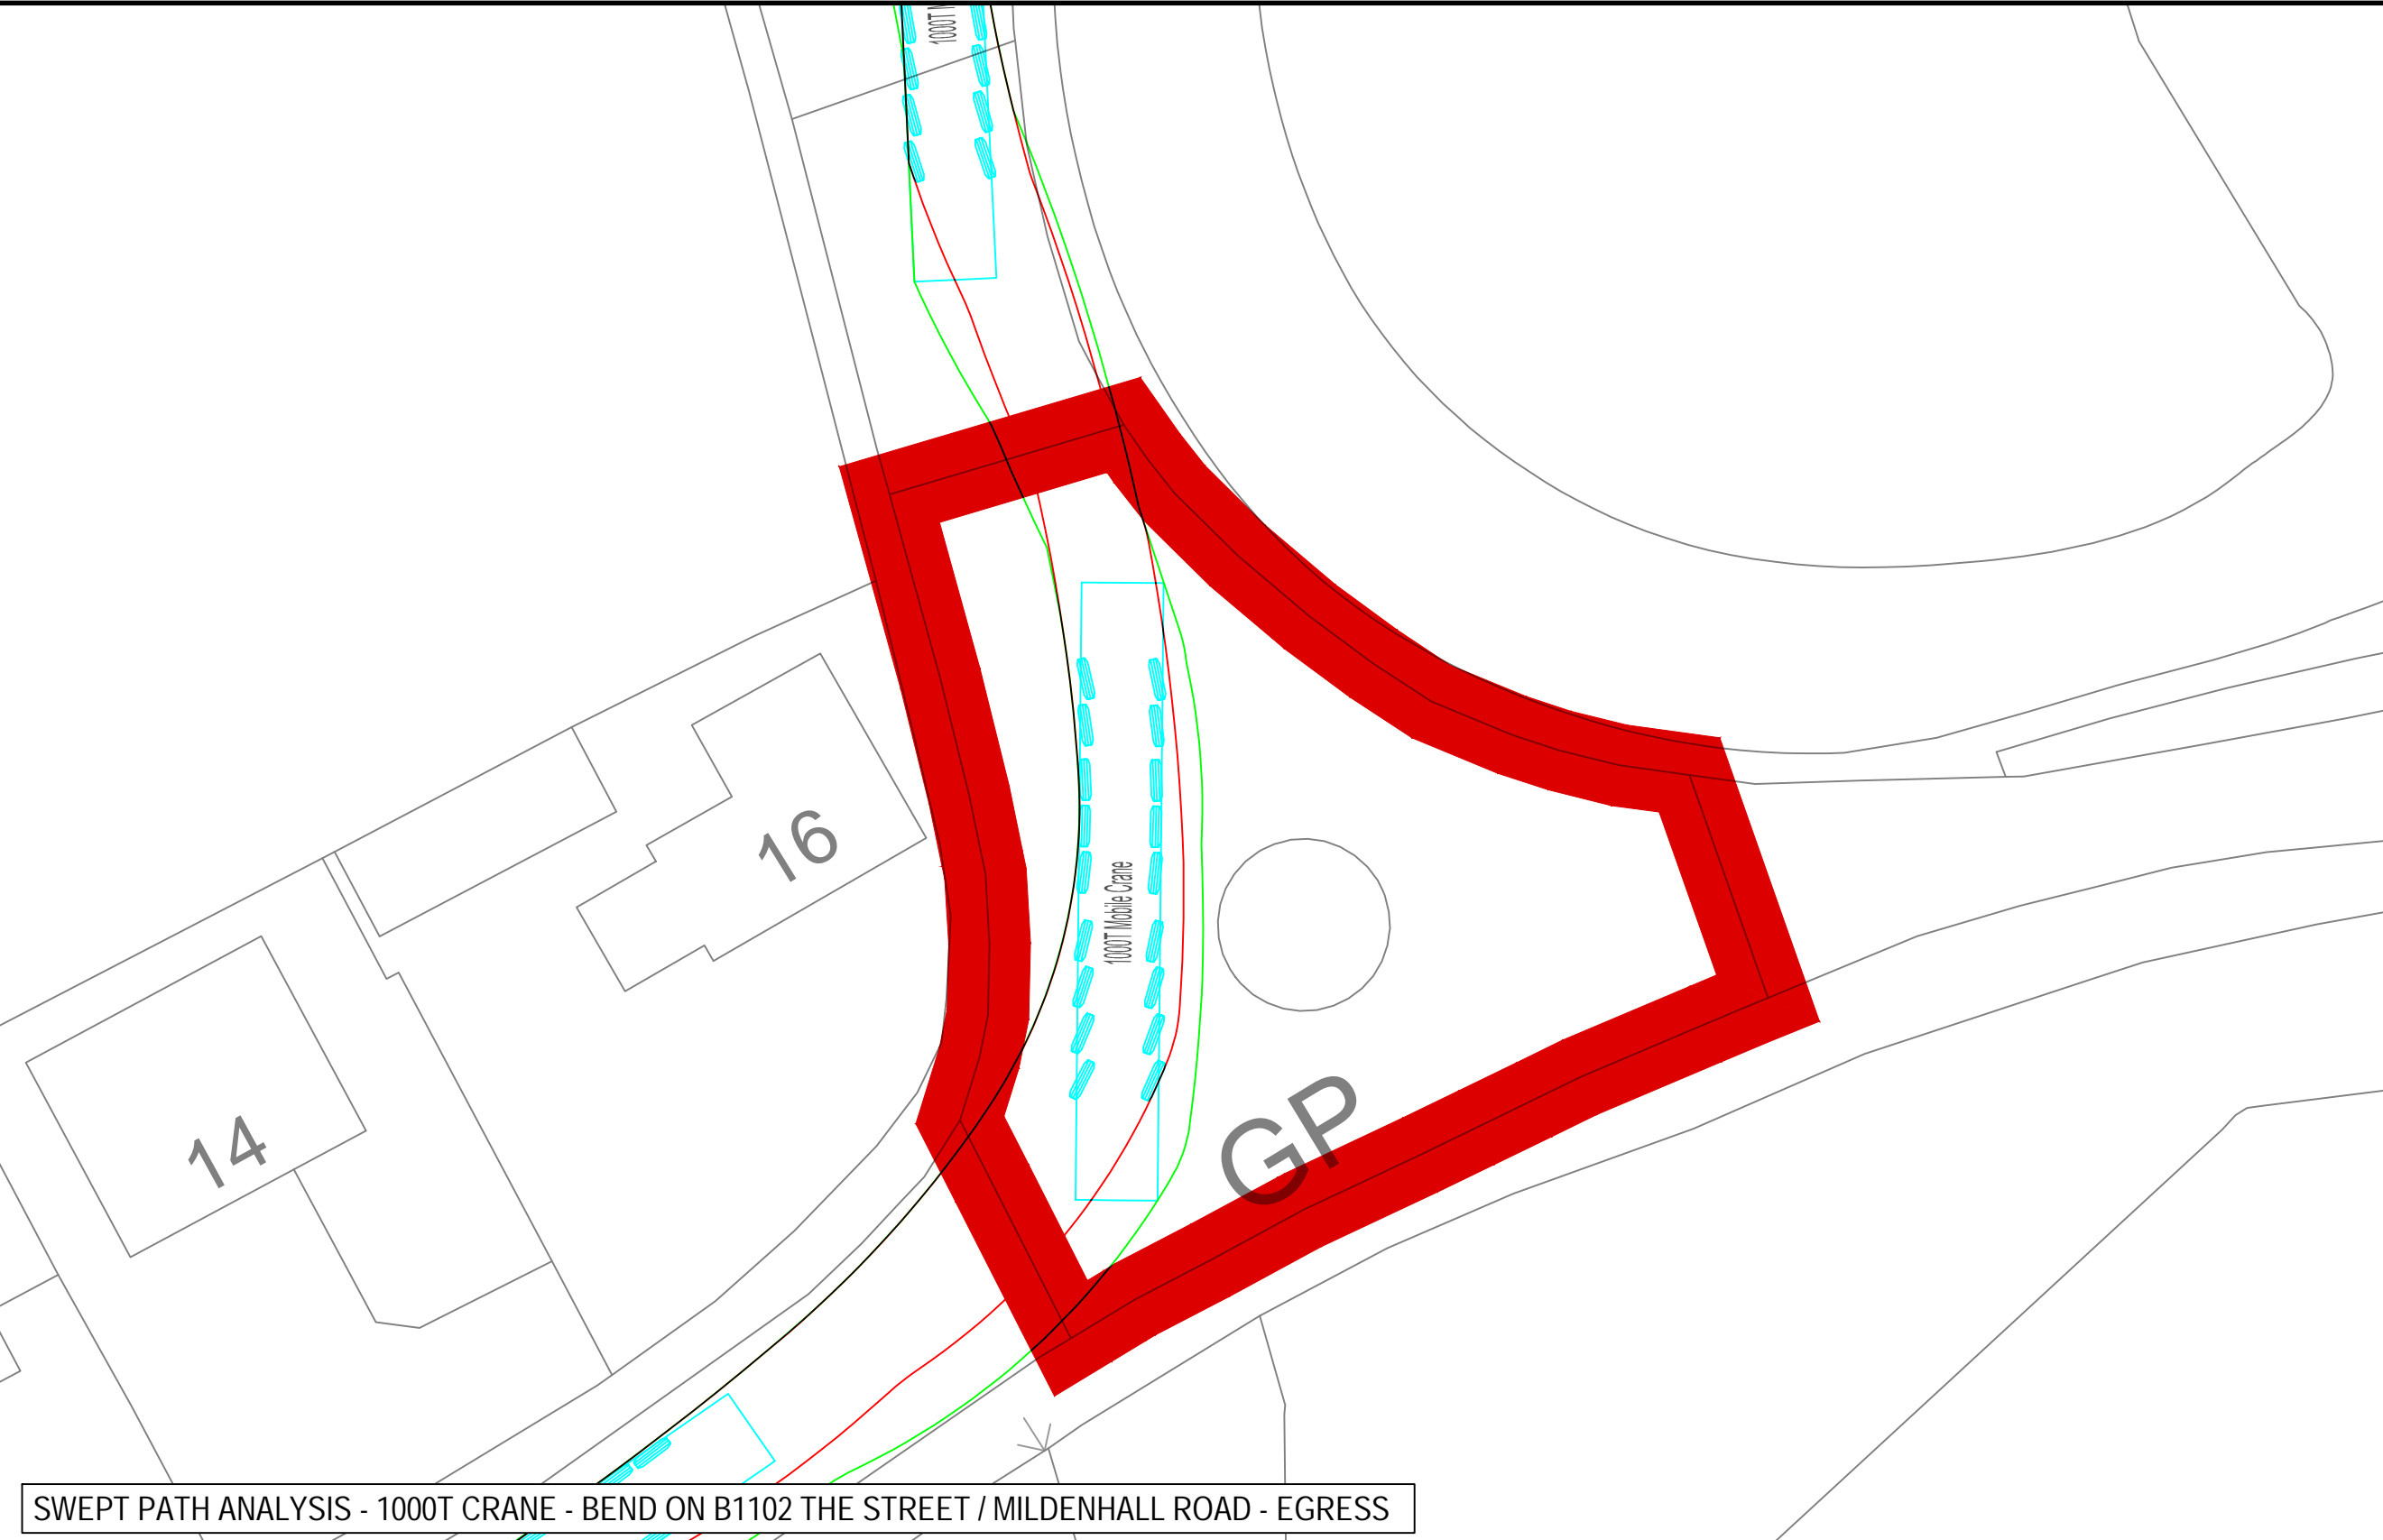 100T
16
1000T Mobile Crane
14
GP
SWEPT PATH ANALYSIS - 1000T CRANE - BEND ON B1102 THE STREET / MILDENHALL ROAD - EGRESS